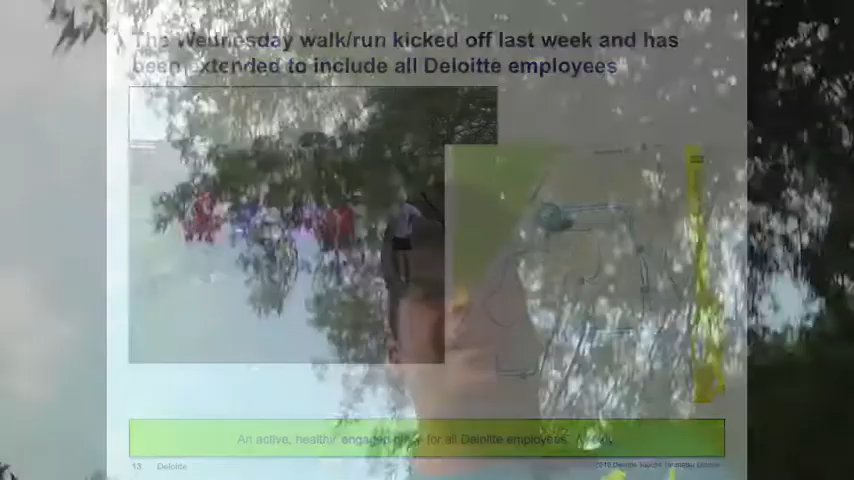 The Wednesday walk/run kicked off last week and has
been extended to include all Deloitte employees
An active, healthy, engaged for all Deloitte employees
13 Deloitte